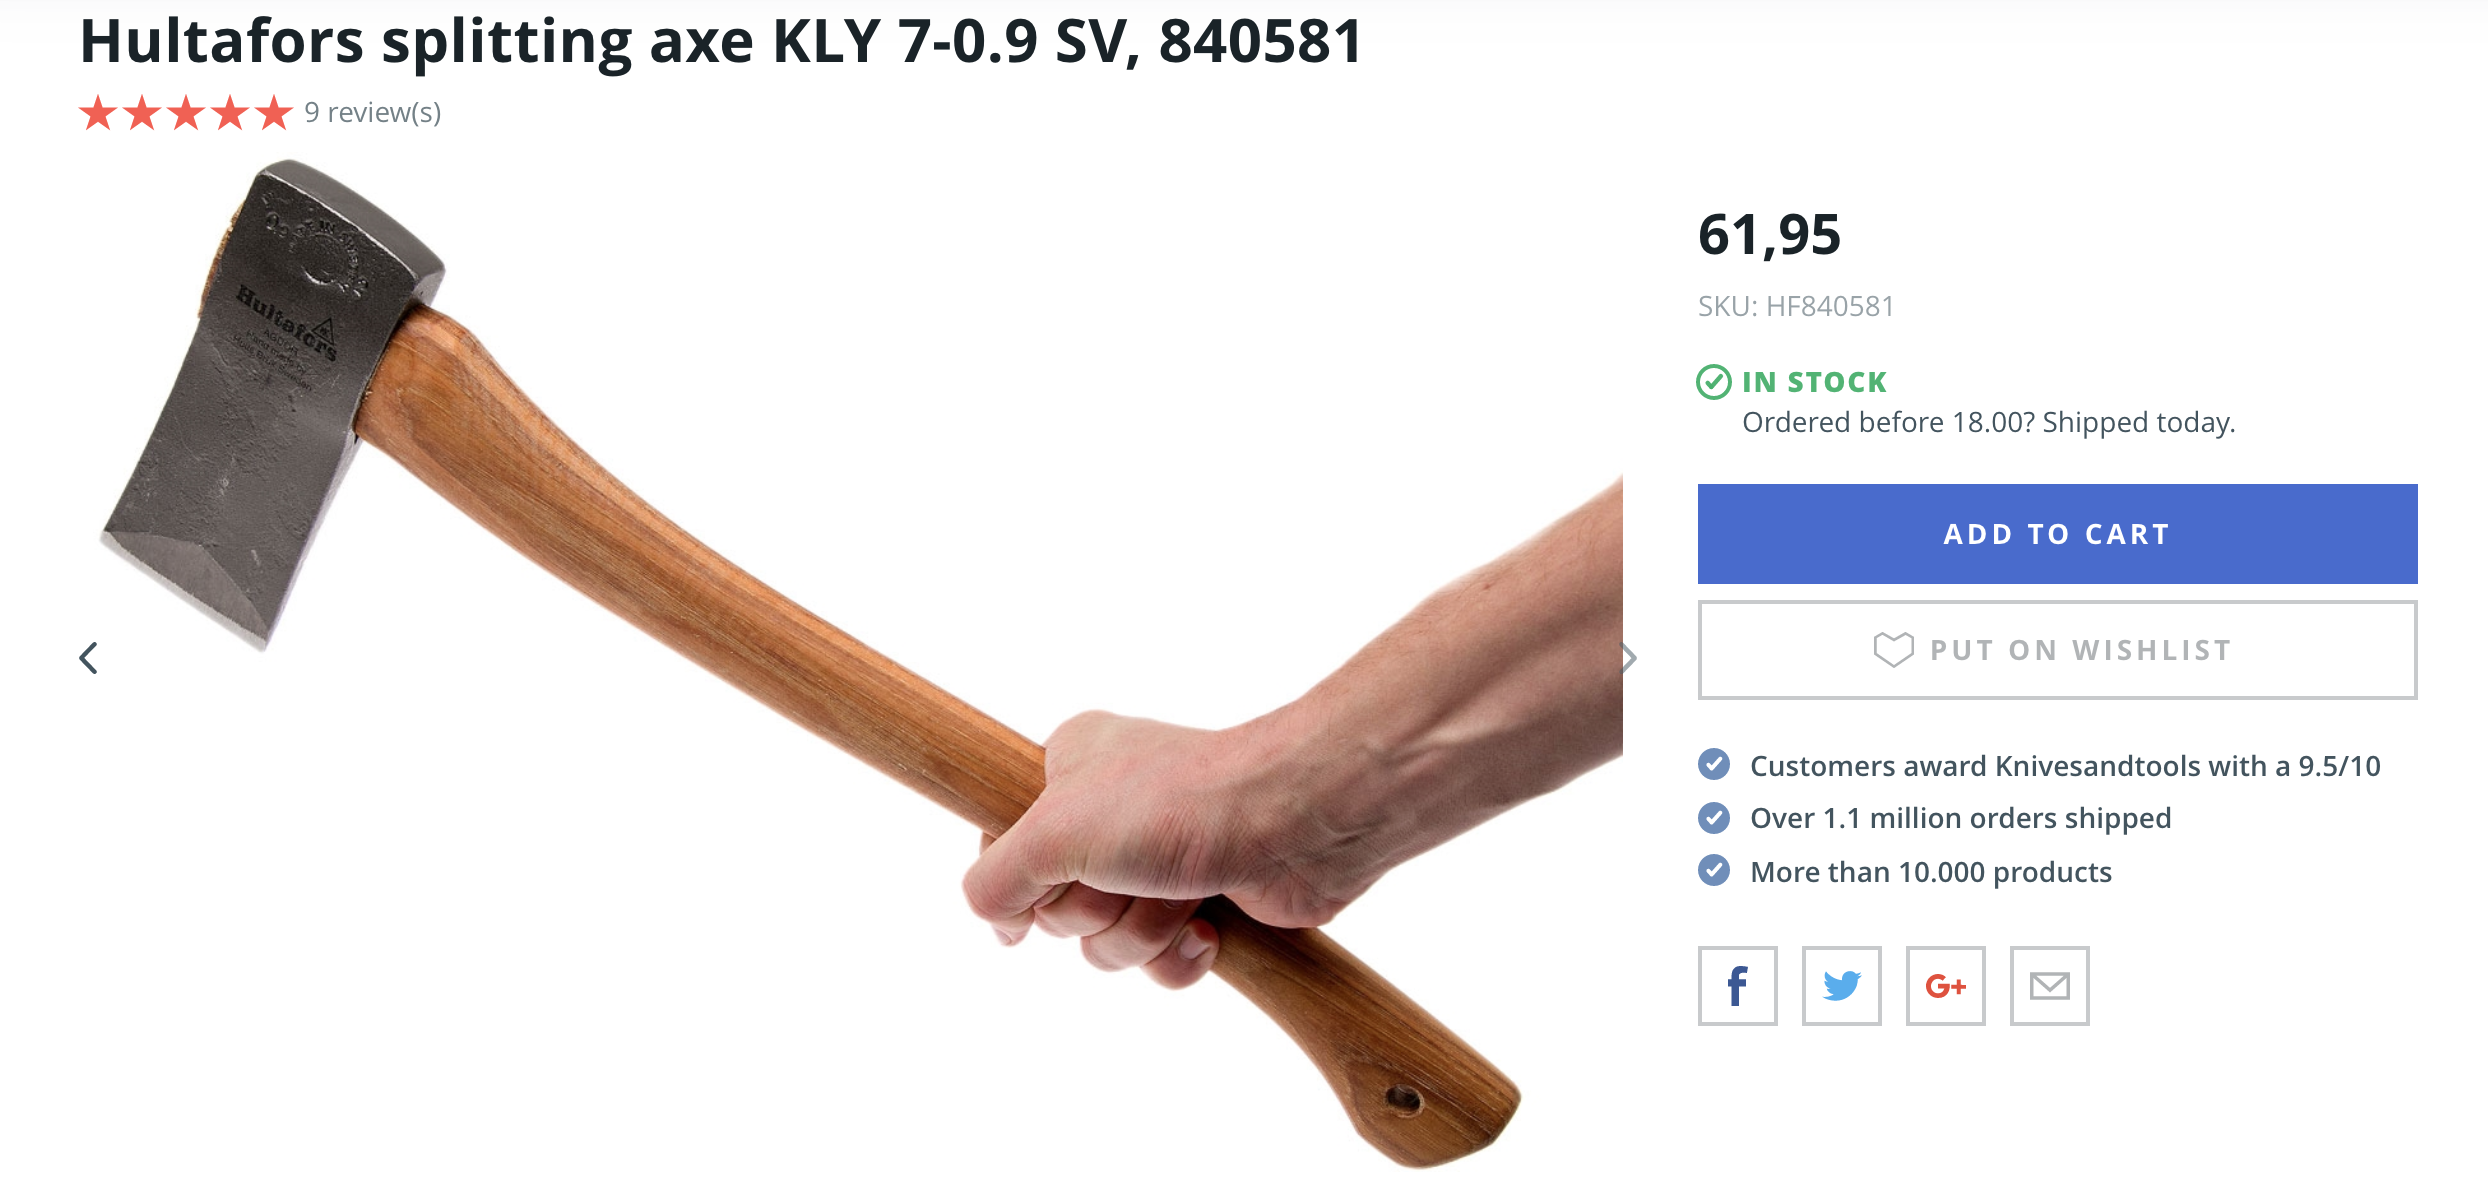 Hultafors splitting axe KLY 7-0.9 SV, 840581
9 review(s)
Hultafors
61,95
SKU: HF840581
IN STOCK
Ordered before 18.00? Shipped today.
ADD TO CART
PUT ON WISHLIST
Customers award Knivesandtools with a 9.5/10
Over 1.1 million orders shipped
More than 10.000 products
f
G+